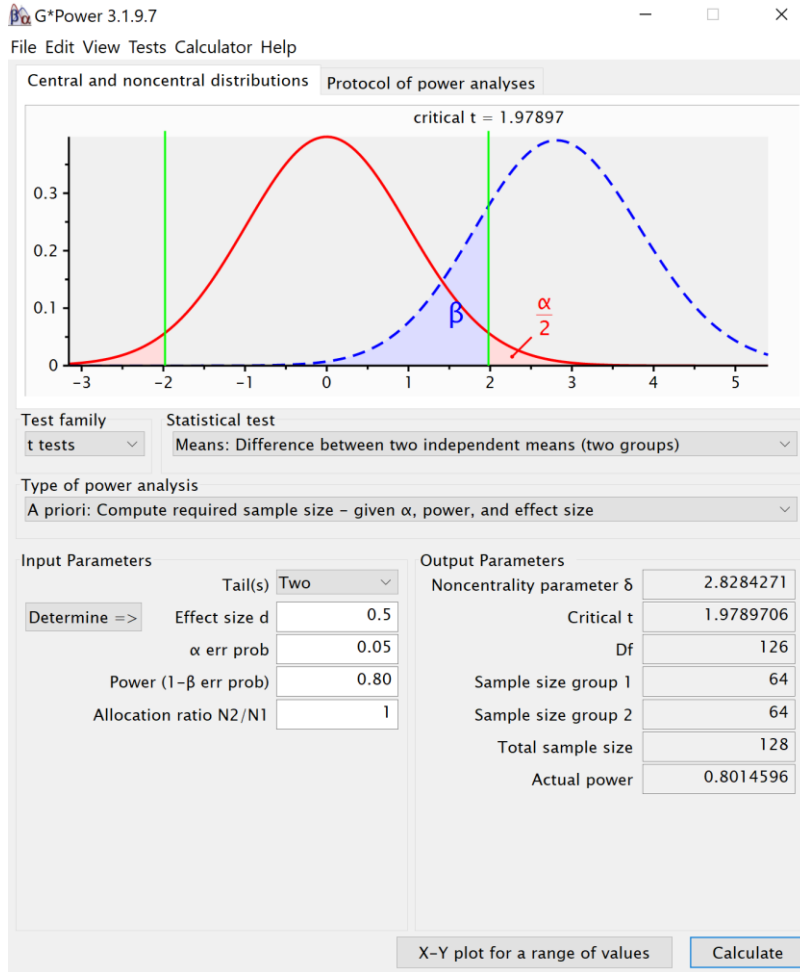 G*Power 3.1.9.7
File Edit View Tests Calculator Help
Central and noncentral distributions Protocol of power analyses
critical t = 1.97897
0.3
0.2
0.1
0
β
α
2
−3 −2 −1 0 1 2 3 4 5
Test family Statistical test
t tests Means: Difference between two independent means (two groups)
Type of power analysis
A priori: Compute required sample size – given α, power, and effect size
Input Parameters
Tail(s) Two
Determine => Effect size d 0.5
α err prob 0.05
Power (1−β err prob) 0.80
Allocation ratio N2/N1 1
Output Parameters
Noncentrality parameter δ 2.8284271
Critical t 1.9789706
Df 126
Sample size group 1 64
Sample size group 2 64
Total sample size 128
Actual power 0.8014596
X−Y plot for a range of values Calculate